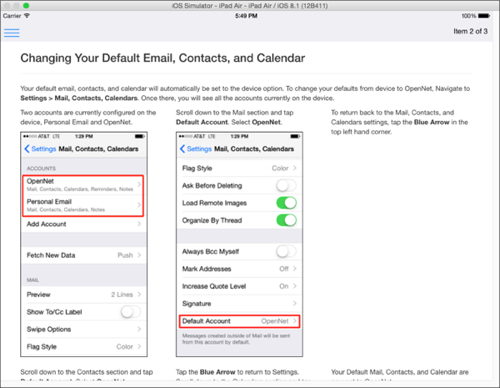 iOS Simulator - iPad Air - iPad Air / iOS 8.1 (12B411)
Carrier 5:49 PM 100%
Item 2 of 3
Changing Your Default Email, Contacts, and Calendar
Your default email, contacts, and calendar will automatically be set to the device option. To change your defaults from device to OpenNet, Navigate to
Settings > Mail, Contacts, Calendars. Once there, you will see all the accounts currently on the device.
Two accounts are currently configured on the
device, Personal Email and OpenNet.
AT&T LTE 1:29 PM
Settings Mail, Contacts, Calendars
ACCOUNTS
OpenNet
Mail, Contacts, Calendars, Reminders, Notes
Personal Email
Mail, Contacts, Calendars, Notes
Add Account
Fetch New Data Push
MAIL
Preview 2 Lines
Show To/Cc Label
Swipe Options
Flag Style Color
Scroll down to the Contacts section and tap
Scroll down to the Mail section and tap
Default Account. Select OpenNet.
AT&T LTE 1:29 PM
Settings Mail, Contacts, Calendars
Flag Style Color
Ask Before Deleting
Load Remote Images
Organize By Thread
Always Bcc Myself
Mark Addresses Off
Increase Quote Level On
Signature
Default Account OpenNet
Messages created outside of Mail will be sent
from this account by default.
Tap the Blue Arrow to return to Settings.
To return back to the Mail, Contacts, and
Calendars settings, tap the Blue Arrow in the
top left hand corner.
Your Default Mail, Contacts, and Calendars